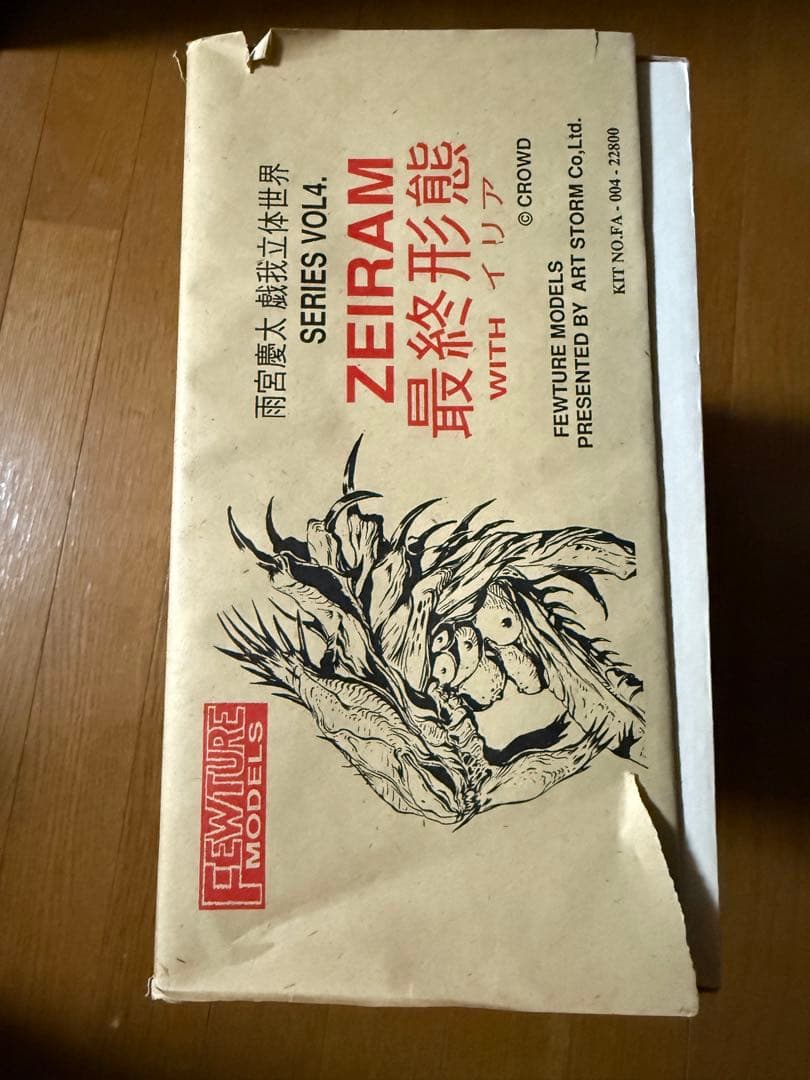 雨宮慶太 戯我立体世界
SERIES VOL4.
ZEIRAM
最終形態
WITH イリア
© CROWD
FEWTURE MODELS
PRESENTED BY ART STORM Co,Ltd.
KIT NO.FA - 004 - 22800
FEWTURE
MODELS